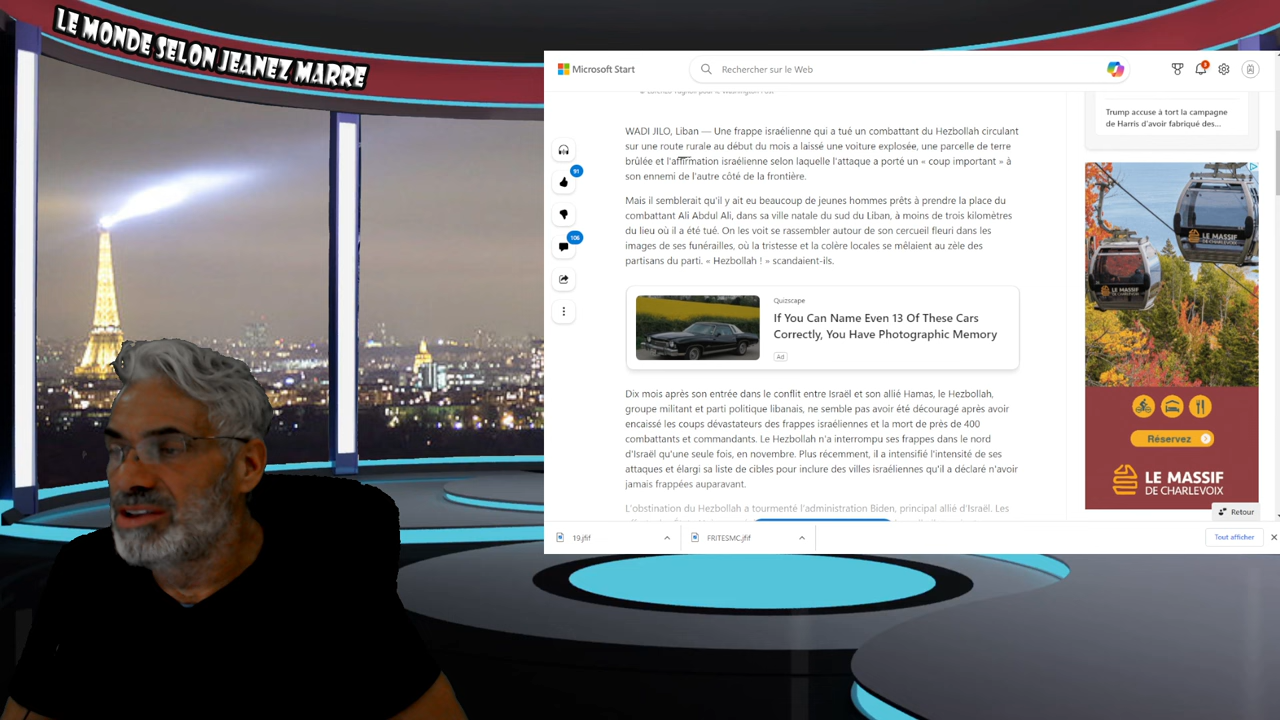 LE MONDE SELON JEANEZ MARRE
Microsoft Start
Rechercher sur le Web
3
WADI JILO, Liban — Une frappe israélienne qui a tué un combattant du Hezbollah circulant
sur une route rurale au début du mois a laissé une voiture explosée, une parcelle de terre
brûlée et l'affirmation israélienne selon laquelle l'attaque a porté un « coup important » à
son ennemi de l'autre côté de la frontière.
91
106
Mais il semblerait qu'il y ait eu beaucoup de jeunes hommes prêts à prendre la place du
combattant Ali Abdul Ali, dans sa ville natale du sud du Liban, à moins de trois kilomètres
du lieu où il a été tué. On les voit se rassembler autour de son cercueil fleuri dans les
images de ses funérailles, où la tristesse et la colère locales se mêlaient au zèle des
partisans du parti. « Hezbollah ! » scandaient-ils.
Quizscape
If You Can Name Even 13 Of These Cars
Correctly, You Have Photographic Memory
Ad
Dix mois après son entrée dans le conflit entre Israël et son allié Hamas, le Hezbollah,
groupe militant et parti politique libanais, ne semble pas avoir été découragé après avoir
encaissé les coups dévastateurs des frappes israéliennes et la mort de près de 400
combattants et commandants. Le Hezbollah n'a interrompu ses frappes dans le nord
d'Israël qu'une seule fois, en novembre. Plus récemment, il a intensifié l'intensité de ses
attaques et élargi sa liste de cibles pour inclure des villes israéliennes qu'il a déclaré n'avoir
jamais frappées auparavant.
L'obstination du Hezbollah a tourmenté l'administration Biden, principal allié d'Israël. Les
Trump accuse à tort la campagne
de Harris d'avoir fabriqué des...
LE MASSIF
LE MASSIF
Réservez
LE MASSIF
DE CHARLEVOIX
Retour
19.jfif
FRITESMC.jfif
Tout afficher